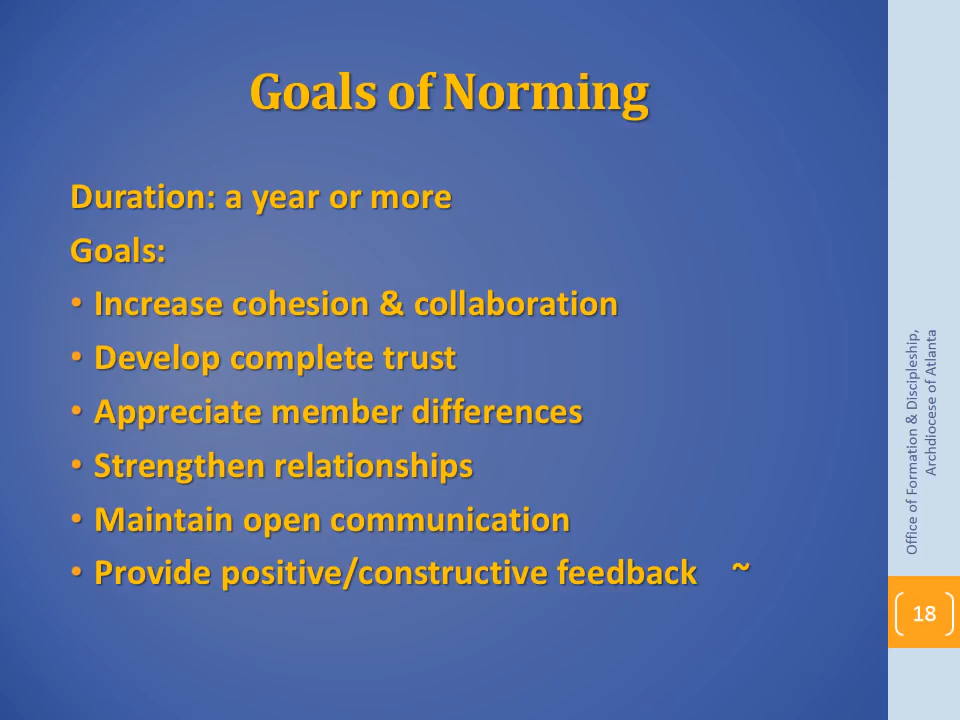 Goals of Norming
Duration: a year or more
Goals:
• Increase cohesion & collaboration
• Develop complete trust
• Appreciate member differences
• Strengthen relationships
• Maintain open communication
• Provide positive/constructive feedback ~
Office of Formation & Discipleship,
Archdiocese of Atlanta
18